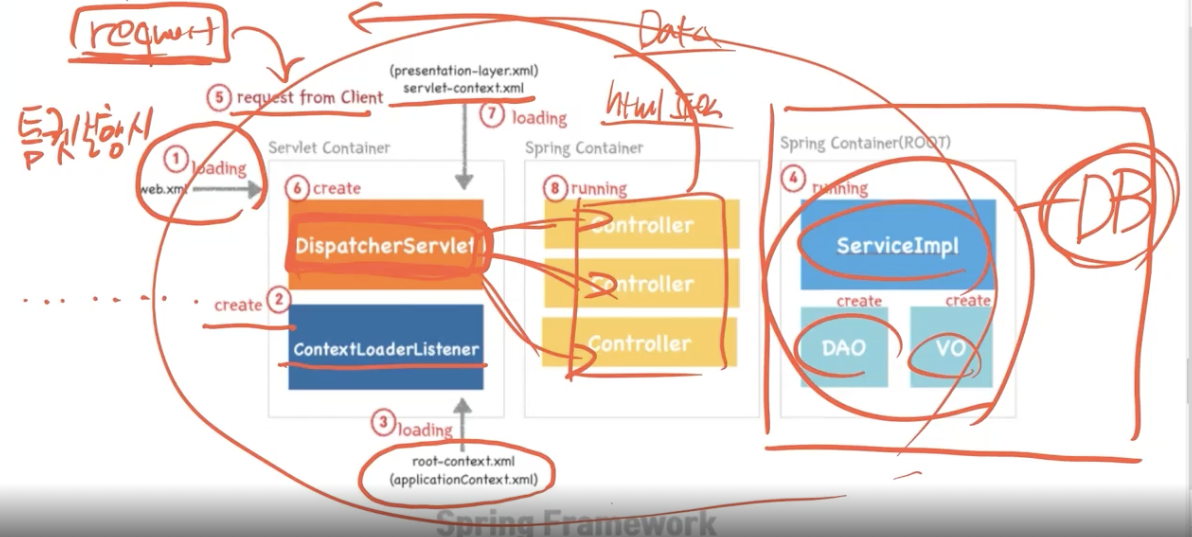 request
Data
(presentation-layer.xml)
servlet-context.xml
⑤ request from Client
⑦ loading
html
톰켓실행시
Servlet Container
Spring Container
Spring Container(ROOT)
① loading
web.xml
⑥ create
⑧ running
④ running
DB
DispatcherServlet
Controller
Controller
Controller
ServiceImpl
create
create
create ②
ContextLoaderListener
DAO
VO
③ loading
root-context.xml
(applicationContext.xml)
Spring Framework